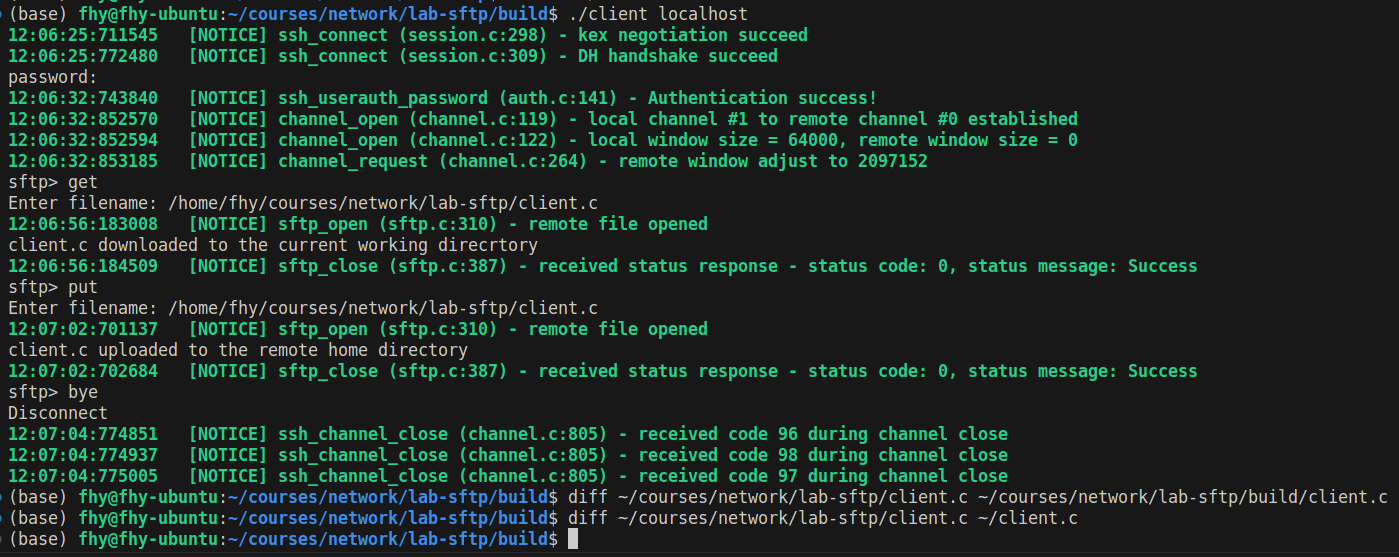 (base) fhy@fhy-ubuntu:~/courses/network/lab-sftp/build$ ./client localhost
12:06:25:711545   [NOTICE] ssh_connect (session.c:298) - kex negotiation succeed
12:06:25:772480   [NOTICE] ssh_connect (session.c:309) - DH handshake succeed
password:
12:06:32:743840   [NOTICE] ssh_userauth_password (auth.c:141) - Authentication success!
12:06:32:852570   [NOTICE] channel_open (channel.c:119) - local channel #1 to remote channel #0 established
12:06:32:852594   [NOTICE] channel_open (channel.c:122) - local window size = 64000, remote window size = 0
12:06:32:853185   [NOTICE] channel_request (channel.c:264) - remote window adjust to 2097152
sftp> get
Enter filename: /home/fhy/courses/network/lab-sftp/client.c
12:06:56:183008   [NOTICE] sftp_open (sftp.c:310) - remote file opened
client.c downloaded to the current working direcrtory
12:06:56:184509   [NOTICE] sftp_close (sftp.c:387) - received status response - status code: 0, status message: Success
sftp> put
Enter filename: /home/fhy/courses/network/lab-sftp/client.c
12:07:02:701137   [NOTICE] sftp_open (sftp.c:310) - remote file opened
client.c uploaded to the remote home directory
12:07:02:702684   [NOTICE] sftp_close (sftp.c:387) - received status response - status code: 0, status message: Success
sftp> bye
Disconnect
12:07:04:774851   [NOTICE] ssh_channel_close (channel.c:805) - received code 96 during channel close
12:07:04:774937   [NOTICE] ssh_channel_close (channel.c:805) - received code 98 during channel close
12:07:04:775005   [NOTICE] ssh_channel_close (channel.c:805) - received code 97 during channel close
(base) fhy@fhy-ubuntu:~/courses/network/lab-sftp/build$ diff ~/courses/network/lab-sftp/client.c ~/courses/network/lab-sftp/build/client.c
(base) fhy@fhy-ubuntu:~/courses/network/lab-sftp/build$ diff ~/courses/network/lab-sftp/client.c ~/client.c
(base) fhy@fhy-ubuntu:~/courses/network/lab-sftp/build$